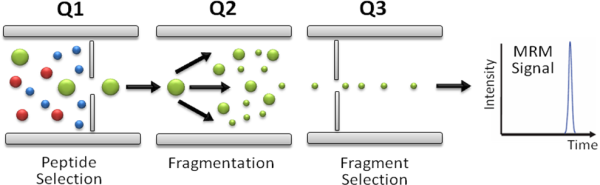 Q1
Q2
Q3
MRM
Signal
Intensity
Time
Peptide
Selection
Fragmentation
Fragment
Selection